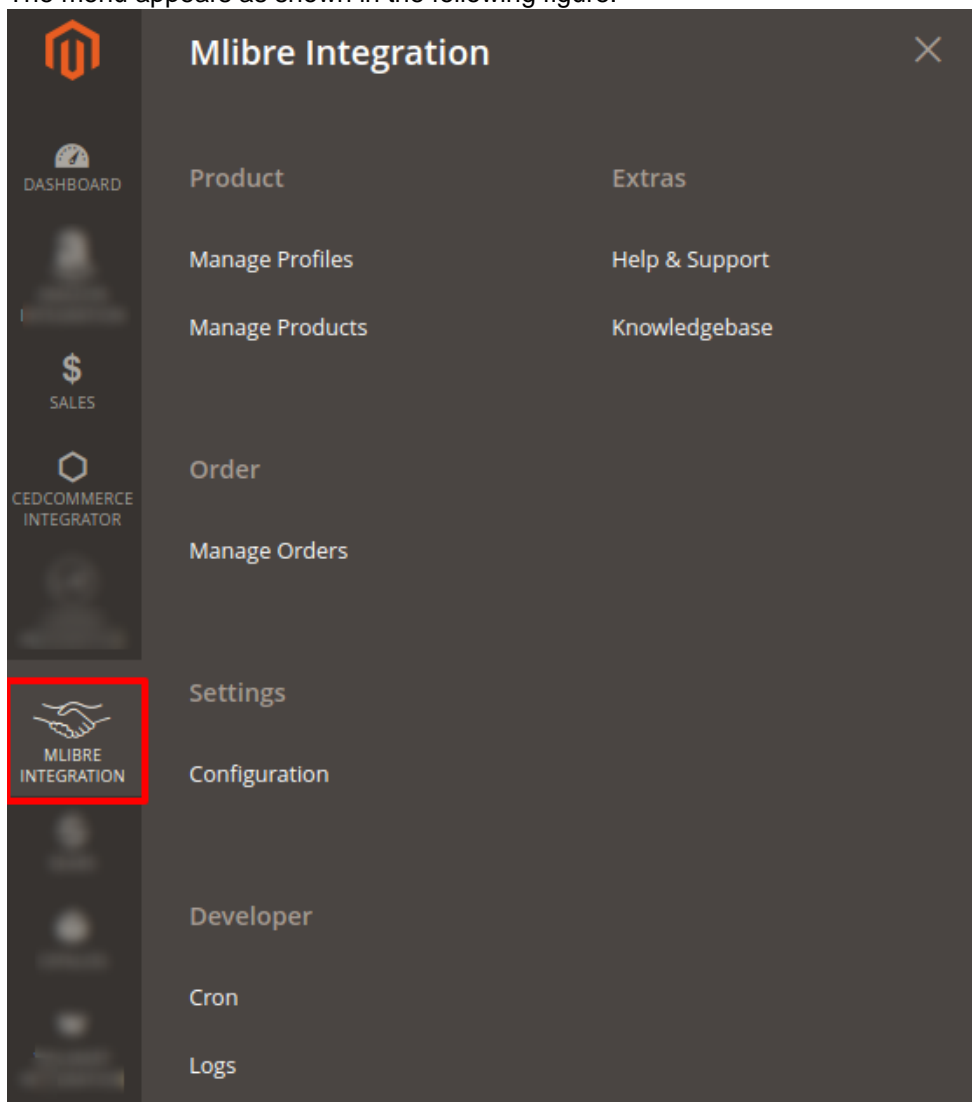 The menu appears as shown in the following figure:
Mlibre Integration
DASHBOARD
SALES
CEDCOMMERCE
INTEGRATOR
MLIBRE
INTEGRATION
Product
Manage Profiles
Manage Products
Extras
Help & Support
Knowledgebase
Order
Manage Orders
Settings
Configuration
Developer
Cron
Logs